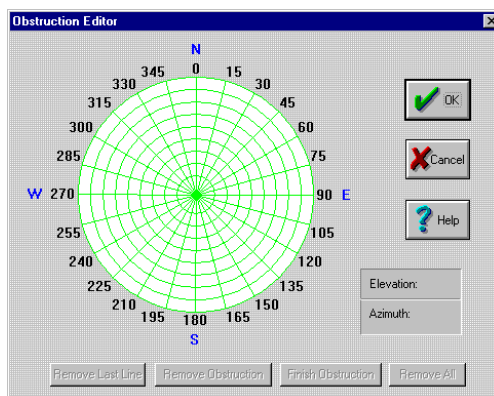 Obstruction Editor
N
345 0 15
330 30
315 45
300 60
285 75
W 270 90 E
255 105
240 120
225 135
210 150
195 180 165
S
OK
Cancel
Help
Elevation:
Azimuth:
Remove Last Line Remove Obstruction Finish Obstruction Remove All